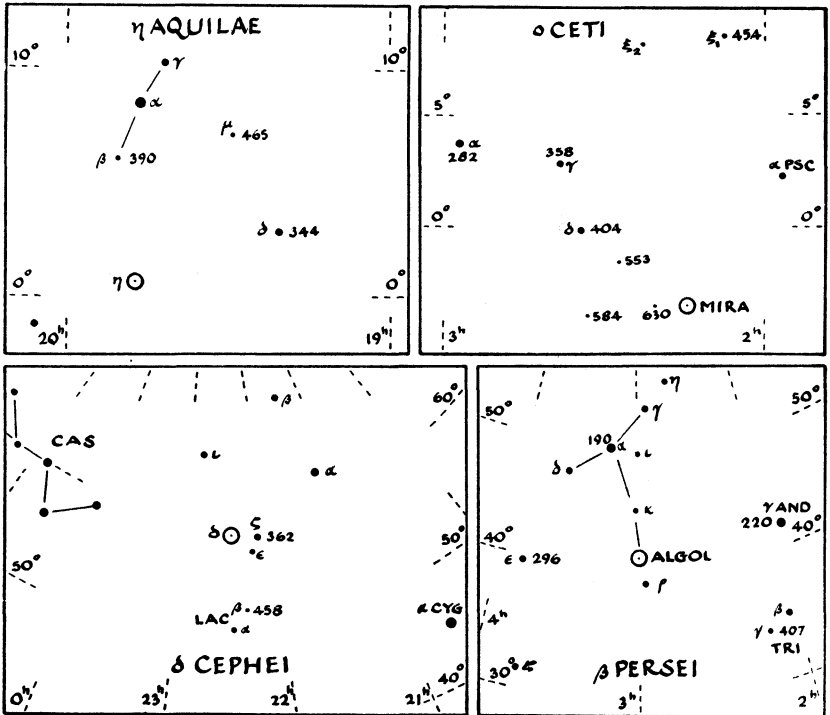 η AQUILAE
10° 10°
γ
α
μ 465
β 390
δ 344
0° 0°
η
20ʰ 19ʰ
ο CETI
ξ₂ ξ₁ 454
5° 5°
α
282
358
γ
α PSC
0° 0°
δ 404
553
584 630 MIRA
3ʰ 2ʰ
β 60°
CAS
ι α
δ ζ 362
ε
50° 50°
LAC β 458
α
α CYG
δ CEPHEI
40°
0ʰ 23ʰ 22ʰ 21ʰ
η
50° γ 50°
190 α
ι
δ
κ
γ AND
220 40°
40°
ε 296 ALGOL
ρ
4ʰ β
γ 407
TRI
30°
β PERSEI
3ʰ 2ʰ